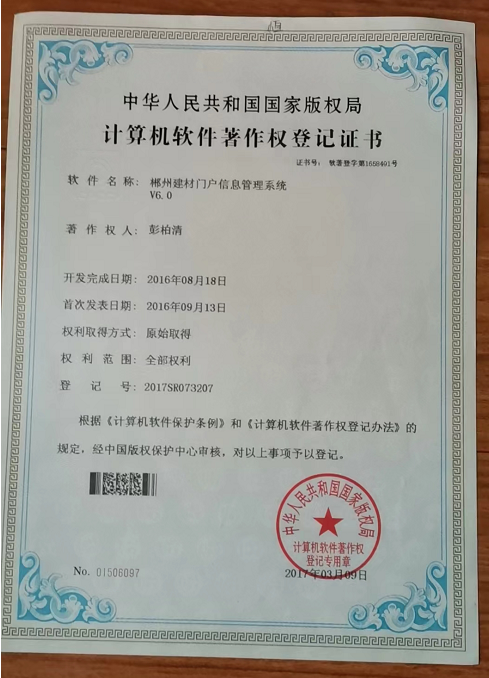 中华人民共和国国家版权局
计算机软件著作权登记证书
证书号： 软著登字第1658491号
软件名称： 郴州建材门户信息管理系统
V6.0
著作权人： 彭柏清
开发完成日期： 2016年08月18日
首次发表日期： 2016年09月13日
权利取得方式： 原始取得
权利范围： 全部权利
登记号： 2017SR073207
根据《计算机软件保护条例》和《计算机软件著作权登记办法》的
规定，经中国版权保护中心审核，对以上事项予以登记。
中华人民共和国国家版权局
计算机软件著作权
登记专用章
No. 01506097
2017年03月09日